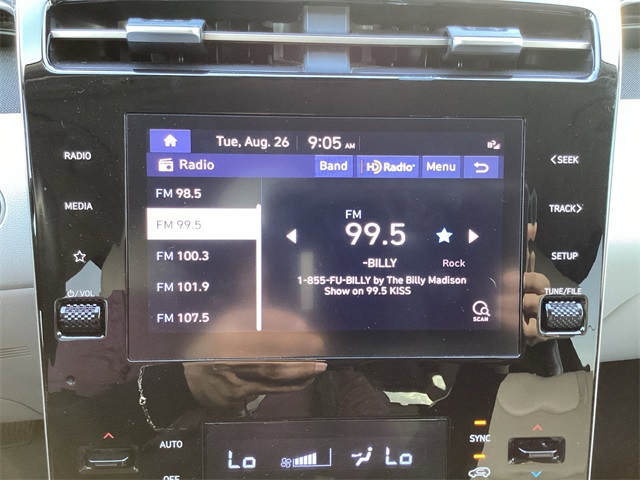 Tue, Aug. 26 9:05 AM
Radio Band HD Radio Menu
RADIO
MEDIA
⏻/ VOL
FM 98.5
FM 99.5
FM 100.3
FM 101.9
FM 107.5
FM
99.5
-BILLY Rock
1-855-FU-BILLY by The Billy Madison
Show on 99.5 KISS
SCAN
<SEEK
TRACK>
SETUP
TUNE/FILE
AUTO
OFF
Lo Lo
SYNC